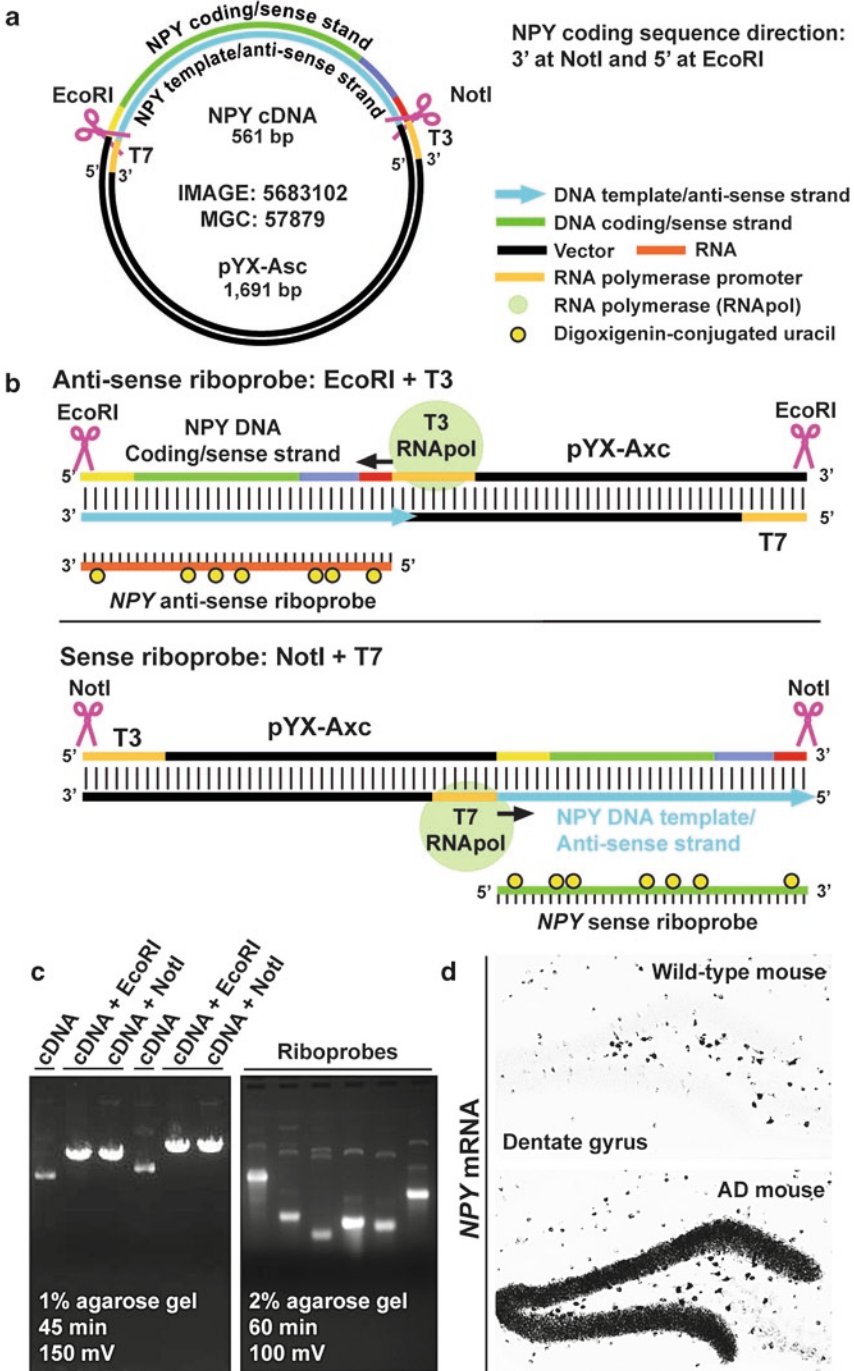 a
NPY coding/sense stand
NPY template/anti-sense strand
EcoRI
NotI
T7
T3
5’
3’
5’
3’
NPY cDNA
561 bp
IMAGE: 5683102
MGC: 57879
pYX-Asc
1,691 bp
NPY coding sequence direction:
3’ at NotI and 5’ at EcoRI
DNA template/anti-sense strand
DNA coding/sense strand
Vector
RNA
RNA polymerase promoter
RNA polymerase (RNApol)
Digoxigenin-conjugated uracil
b
Anti-sense riboprobe: EcoRI + T3
EcoRI
NPY DNA
Coding/sense strand
T3
RNApol
pYX-Axc
EcoRI
5’
3’
3’
5’
T7
3’
5’
NPY anti-sense riboprobe
Sense riboprobe: NotI + T7
NotI
T3
pYX-Axc
NotI
5’
3’
3’
5’
T7
RNApol
NPY DNA template/
Anti-sense strand
5’
3’
NPY sense riboprobe
c
cDNA
cDNA + EcoRI
cDNA + NotI
cDNA
cDNA + EcoRI
cDNA + NotI
Riboprobes
1% agarose gel
45 min
150 mV
2% agarose gel
60 min
100 mV
d
NPY mRNA
Wild-type mouse
Dentate gyrus
AD mouse